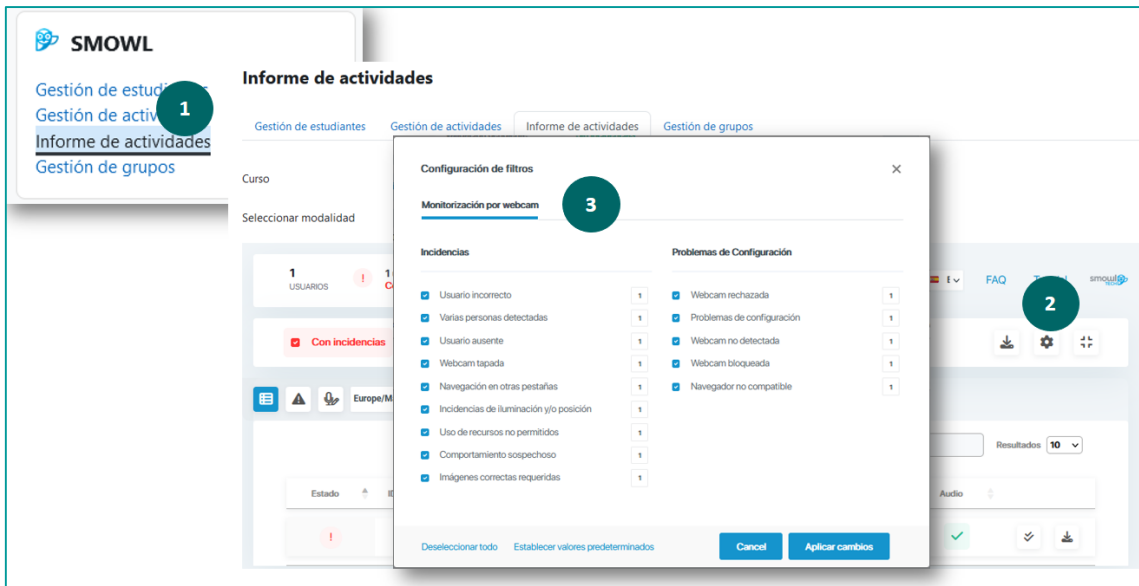 SMOWL
Gestión de estud
Gestión de activ
1
Informe de actividades
Gestión de grupos
Informe de actividades
Gestión de estudiantes
Gestión de actividades
Informe de actividades
Gestión de grupos
Curso
Seleccionar modalidad
1
USUARIOS
!
1
FAQ
2
Con incidencias
Europe/M
Resultados 10
Estado
Audio
!
Configuración de filtros
×
Monitorización por webcam
3
Incidencias
Usuario incorrecto 1
Varias personas detectadas 1
Usuario ausente 1
Webcam tapada 1
Navegación en otras pestañas 1
Incidencias de iluminación y/o posición 1
Uso de recursos no permitidos 1
Comportamiento sospechoso 1
Imágenes correctas requeridas 1
Problemas de Configuración
Webcam rechazada 1
Problemas de configuración 1
Webcam no detectada 1
Webcam bloqueada 1
Navegador no compatible 1
Deseleccionar todo
Establecer valores predeterminados
Cancel
Aplicar cambios